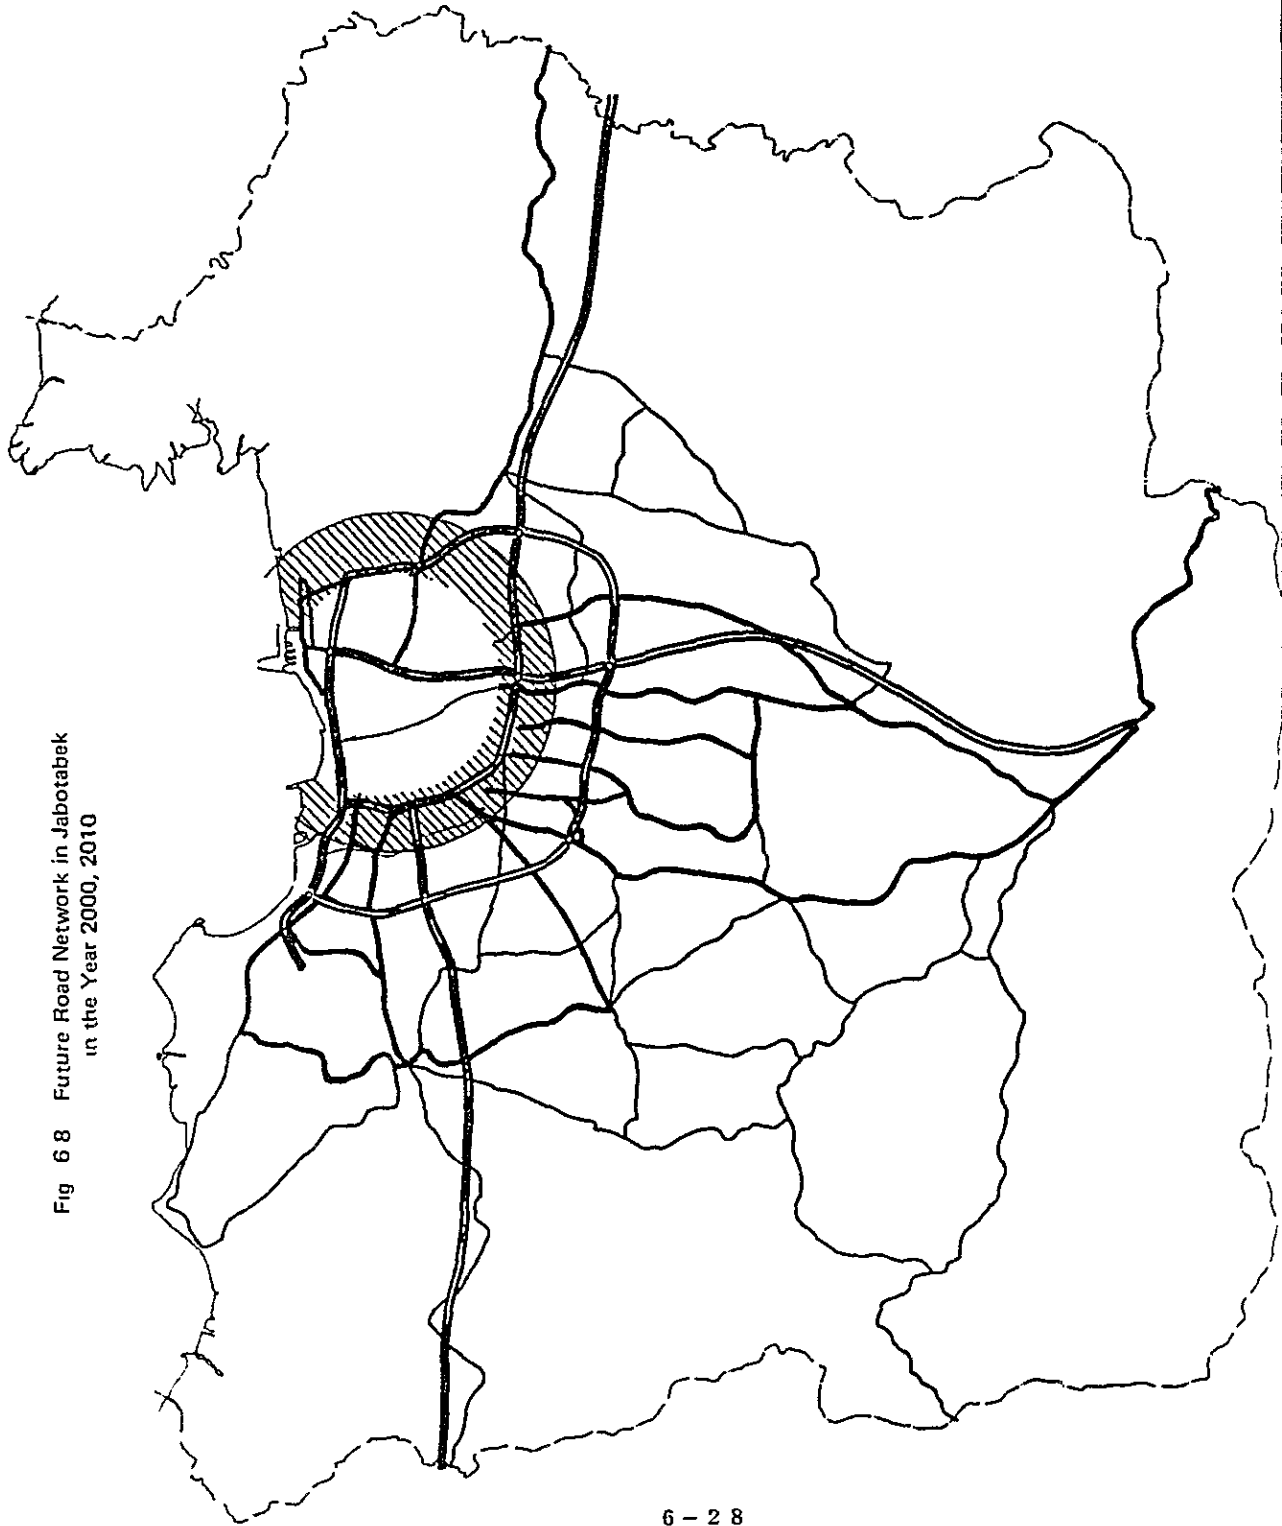 Fig 6 8 Future Road Network in Jabotabek
in the Year 2000, 2010
6 – 2 8